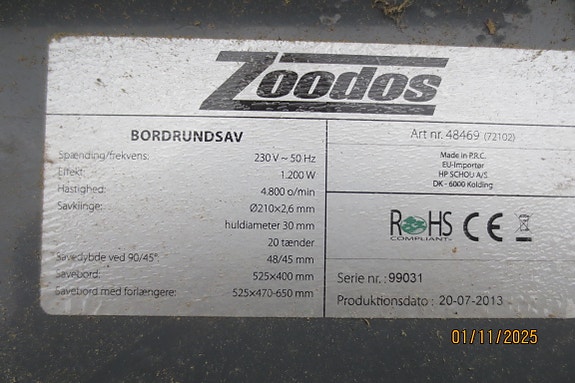 Zoodos
BORDRUNDSAV
Spænding/frekvens: 230 V ~ 50 Hz
Effekt: 1.200 W
Hastighed: 4.800 o/min
Savklinge: Ø210×2,6 mm
huldiameter 30 mm
20 tænder
Savedybde ved 90/45°: 48/45 mm
Savebord: 525×400 mm
Savebord med forlængere: 525×470-650 mm
Art nr. 48469 (72102)
Made in P.R.C.
EU-Importør
HP SCHOU A/S
DK - 6000 Kolding
RoHS CE
COMPLIANT
Serie nr.: 99031
Produktionsdato : 20-07-2013
01/11/2025